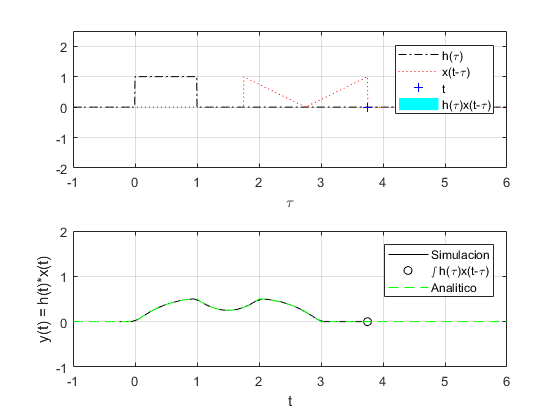 2
1
0
-1
-2
-1 0 1 2 3 4 5 6
τ
h(τ)
x(t-τ)
t
h(τ)x(t-τ)
y(t) = h(t)*x(t)
2
1
0
-1
-1 0 1 2 3 4 5 6
t
Simulacion
∫h(τ)x(t-τ)
Analitico